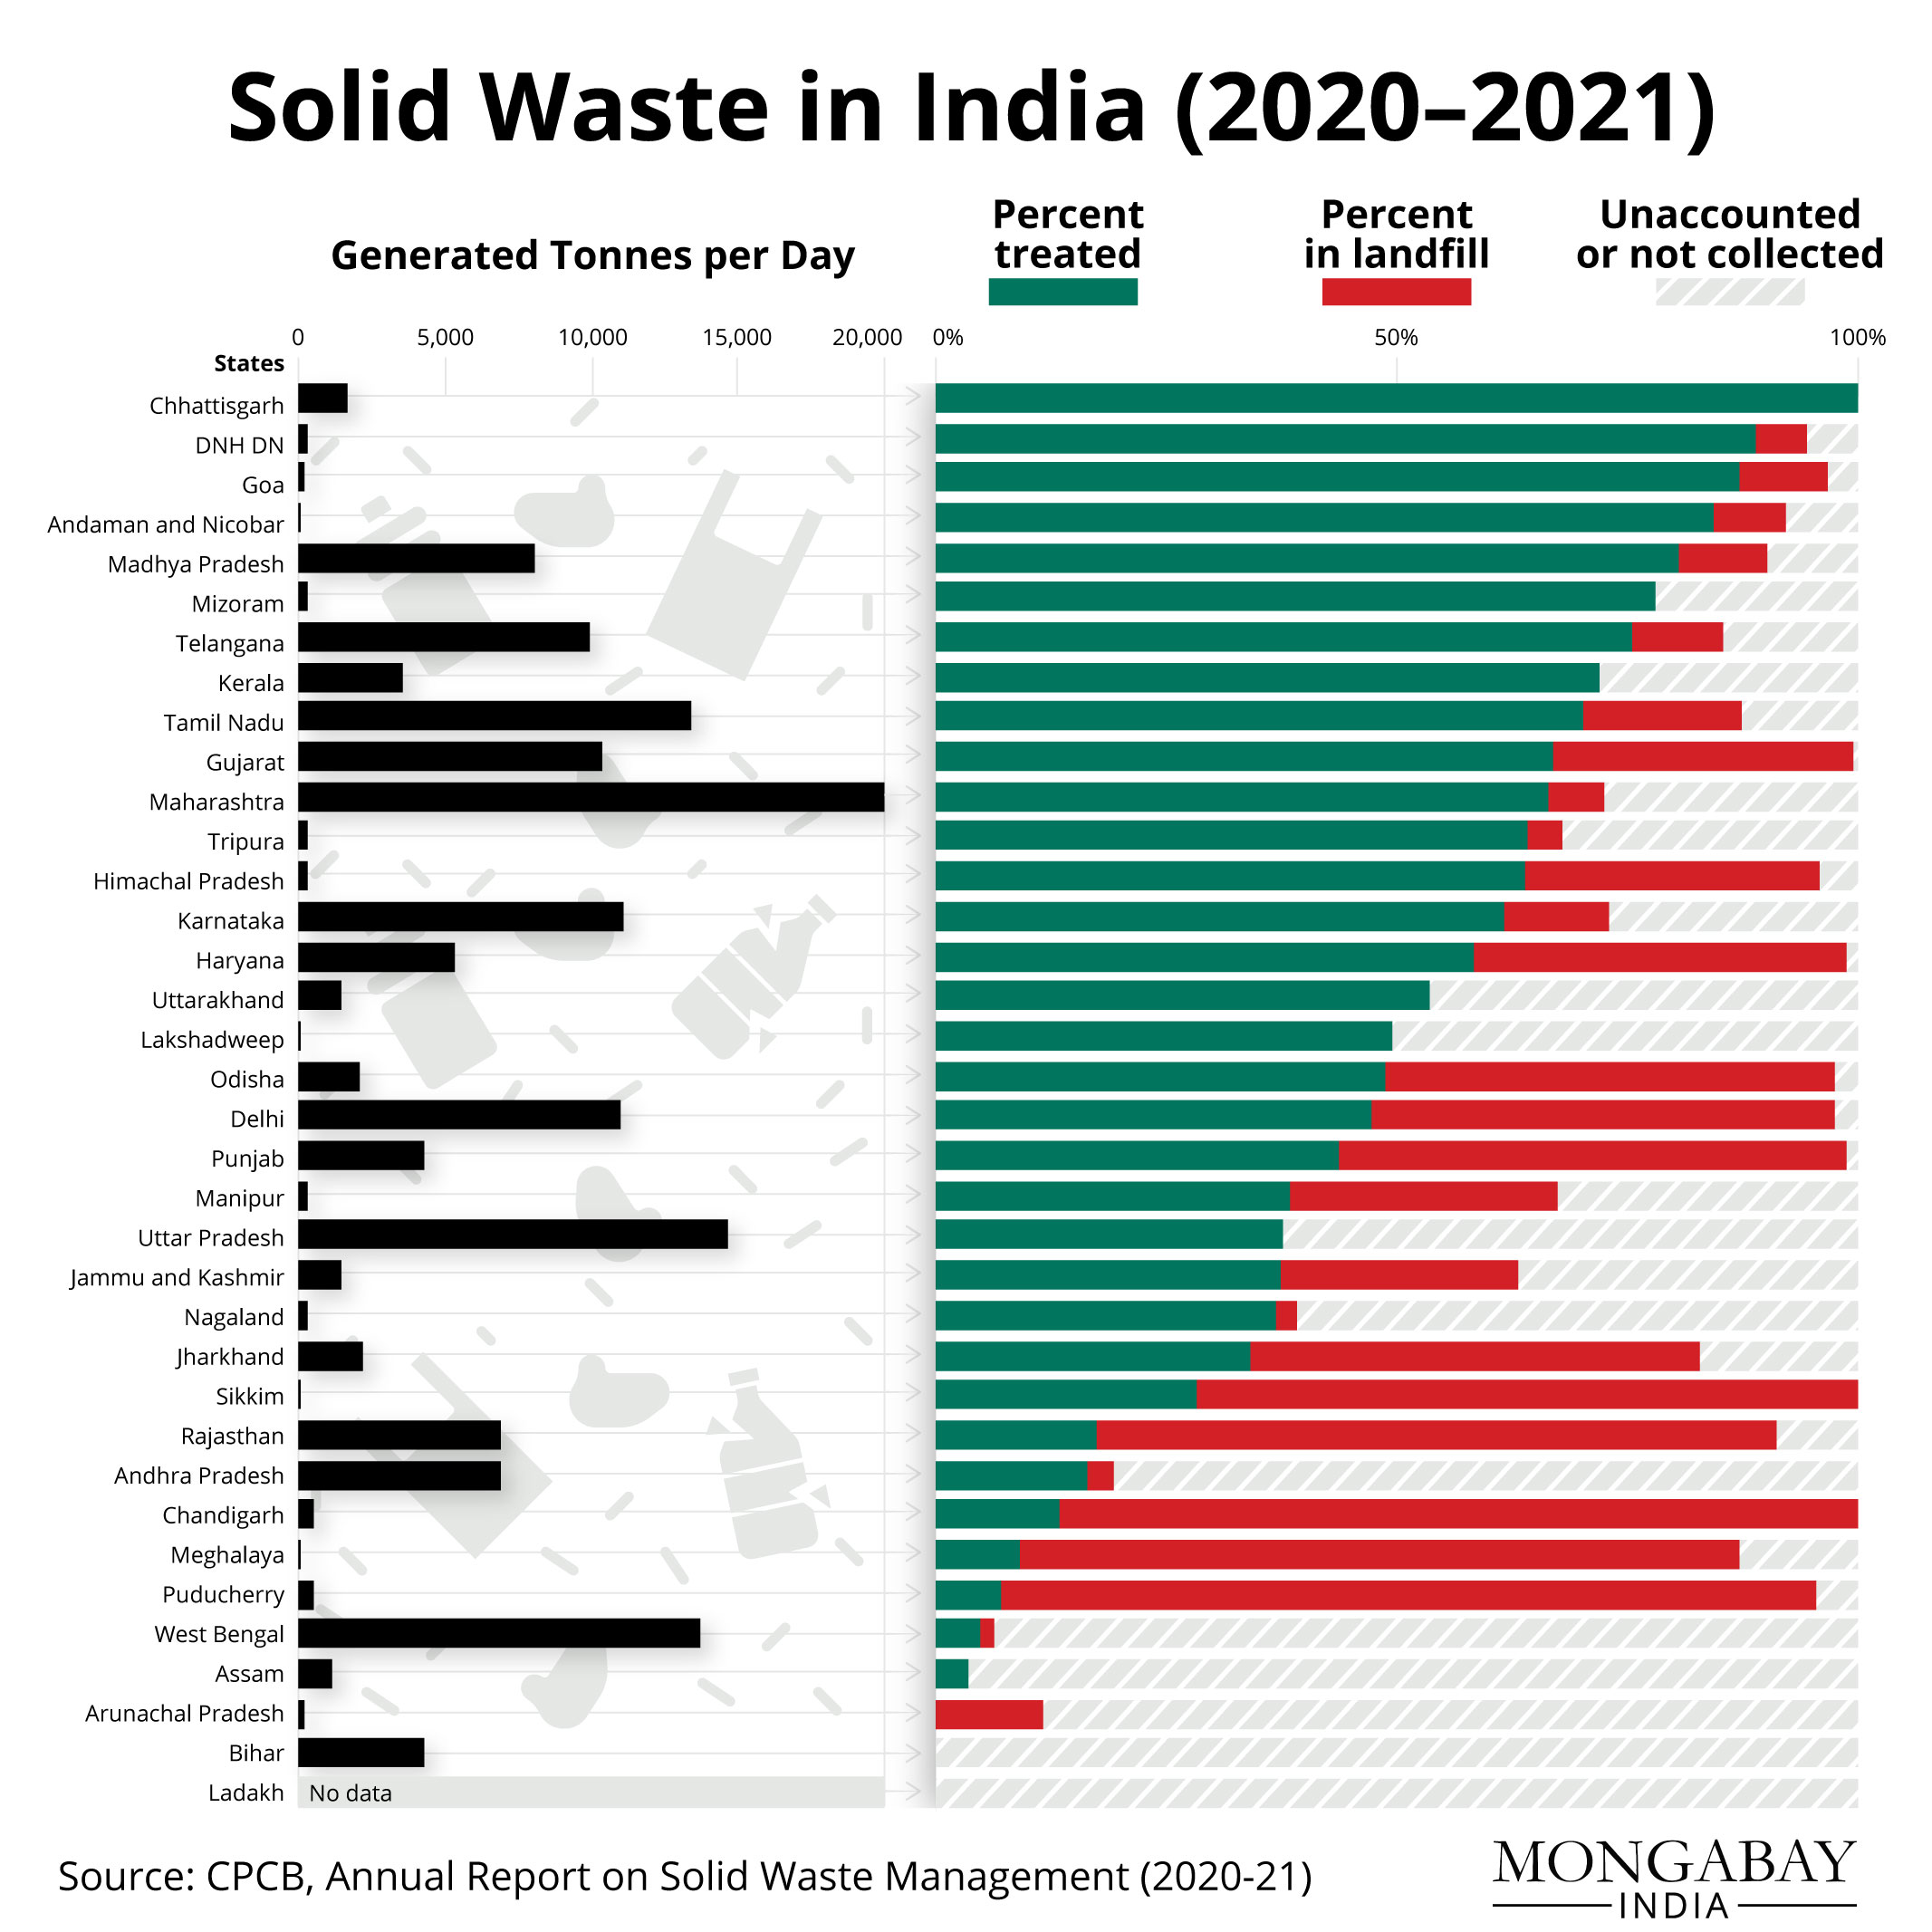 Solid Waste in India (2020–2021)
Generated Tonnes per Day
Percent
treated
Percent
in landfill
Unaccounted
or not collected
0 5,000 10,000 15,000 20,000 0% 50% 100%
States
Chhattisgarh
DNH DN
Goa
Andaman and Nicobar
Madhya Pradesh
Mizoram
Telangana
Kerala
Tamil Nadu
Gujarat
Maharashtra
Tripura
Himachal Pradesh
Karnataka
Haryana
Uttarakhand
Lakshadweep
Odisha
Delhi
Punjab
Manipur
Uttar Pradesh
Jammu and Kashmir
Nagaland
Jharkhand
Sikkim
Rajasthan
Andhra Pradesh
Chandigarh
Meghalaya
Puducherry
West Bengal
Assam
Arunachal Pradesh
Bihar
Ladakh No data
Source: CPCB, Annual Report on Solid Waste Management (2020-21)
MONGABAY
INDIA